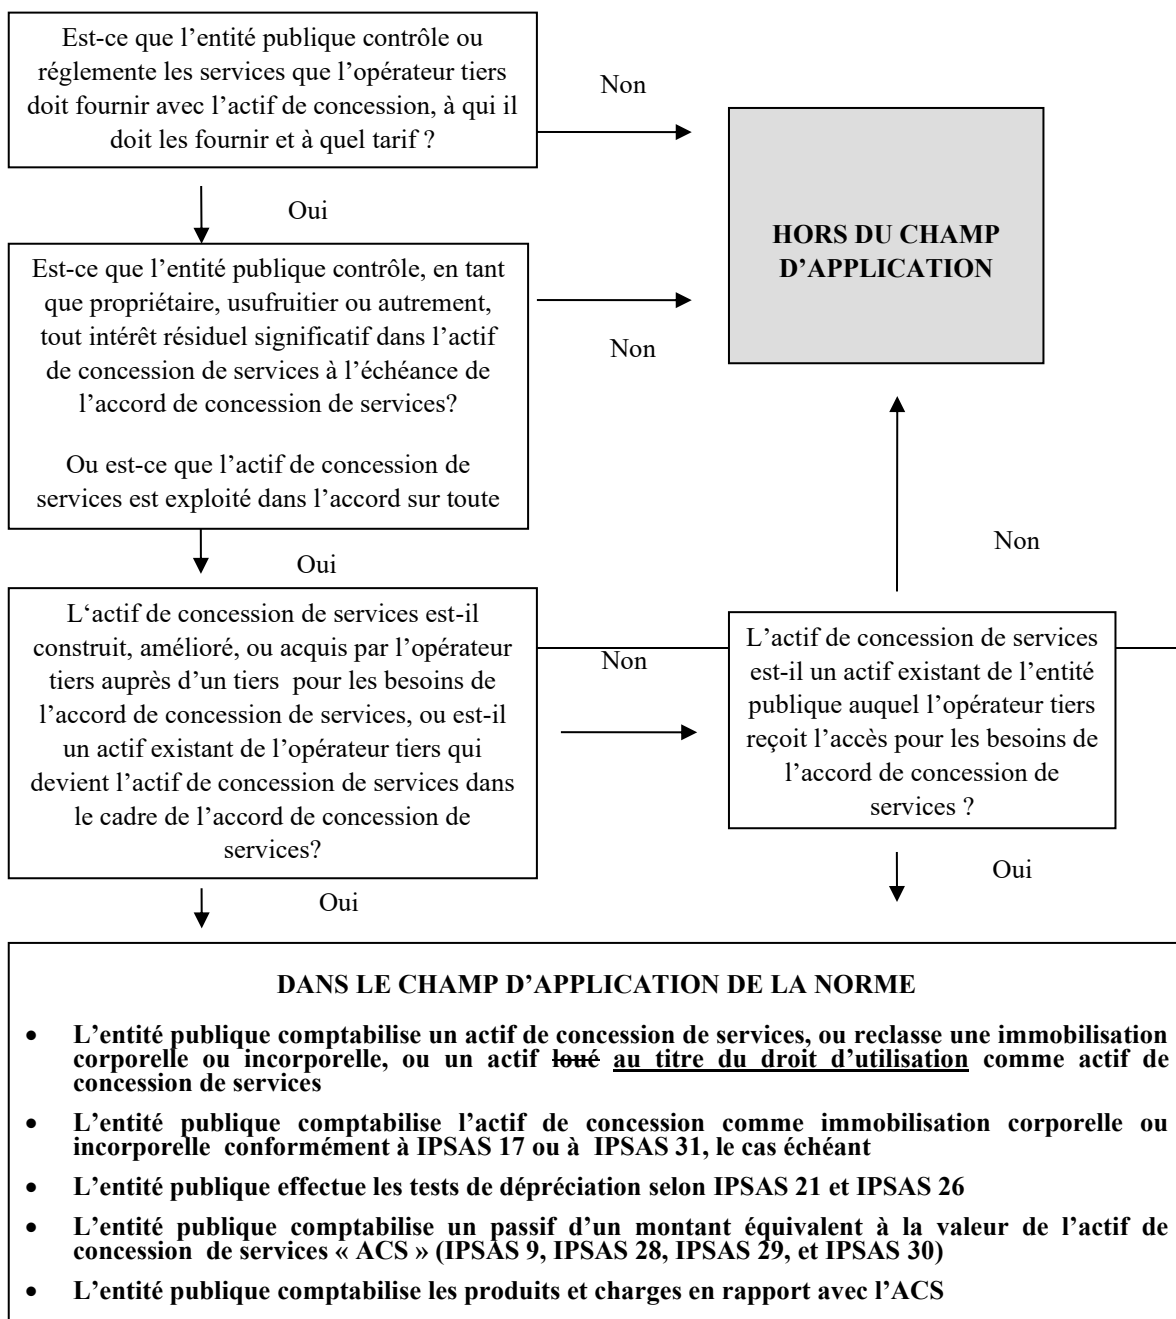 Est-ce que l’entité publique contrôle ou
réglemente les services que l’opérateur tiers
doit fournir avec l’actif de concession, à qui il
doit les fournir et à quel tarif ?
Non
HORS DU CHAMP
D’APPLICATION
Oui
Est-ce que l’entité publique contrôle, en tant
que propriétaire, usufruitier ou autrement,
tout intérêt résiduel significatif dans l’actif
de concession de services à l’échéance de
l’accord de concession de services?
Ou est-ce que l’actif de concession de
services est exploité dans l’accord sur toute
Non
Oui
Non
L‘actif de concession de services est-il
construit, amélioré, ou acquis par l’opérateur
tiers auprès d’un tiers pour les besoins de
l’accord de concession de services, ou est-il
un actif existant de l’opérateur tiers qui
devient l’actif de concession de services dans
le cadre de l’accord de concession de
services?
Non
L’actif de concession de services
est-il un actif existant de l’entité
publique auquel l’opérateur tiers
reçoit l’accès pour les besoins de
l’accord de concession de
services ?
Oui
Oui
DANS LE CHAMP D’APPLICATION DE LA NORME
• L’entité publique comptabilise un actif de concession de services, ou reclasse une immobilisation
corporelle ou incorporelle, ou un actif loué au titre du droit d’utilisation comme actif de
concession de services
• L’entité publique comptabilise l’actif de concession comme immobilisation corporelle ou
incorporelle conformément à IPSAS 17 ou à IPSAS 31, le cas échéant
• L’entité publique effectue les tests de dépréciation selon IPSAS 21 et IPSAS 26
• L’entité publique comptabilise un passif d’un montant équivalent à la valeur de l’actif de
concession de services « ACS » (IPSAS 9, IPSAS 28, IPSAS 29, et IPSAS 30)
• L’entité publique comptabilise les produits et charges en rapport avec l’ACS